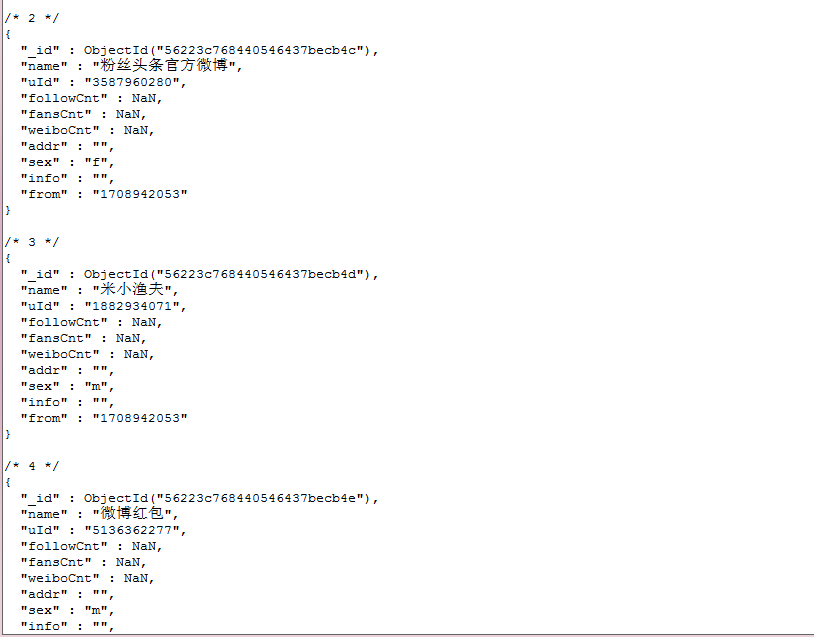 /* 2 */
{
  "_id" : ObjectId("56223c768440546437becb4c"),
  "name" : "粉丝头条官方微博",
  "uId" : "3587960280",
  "followCnt" : NaN,
  "fansCnt" : NaN,
  "weiboCnt" : NaN,
  "addr" : "",
  "sex" : "f",
  "info" : "",
  "from" : "1708942053"
}
/* 3 */
{
  "_id" : ObjectId("56223c768440546437becb4d"),
  "name" : "米小渔夫",
  "uId" : "1882934071",
  "followCnt" : NaN,
  "fansCnt" : NaN,
  "weiboCnt" : NaN,
  "addr" : "",
  "sex" : "m",
  "info" : "",
  "from" : "1708942053"
}
/* 4 */
{
  "_id" : ObjectId("56223c768440546437becb4e"),
  "name" : "微博红包",
  "uId" : "5136362277",
  "followCnt" : NaN,
  "fansCnt" : NaN,
  "weiboCnt" : NaN,
  "addr" : "",
  "sex" : "m",
  "info" : "",